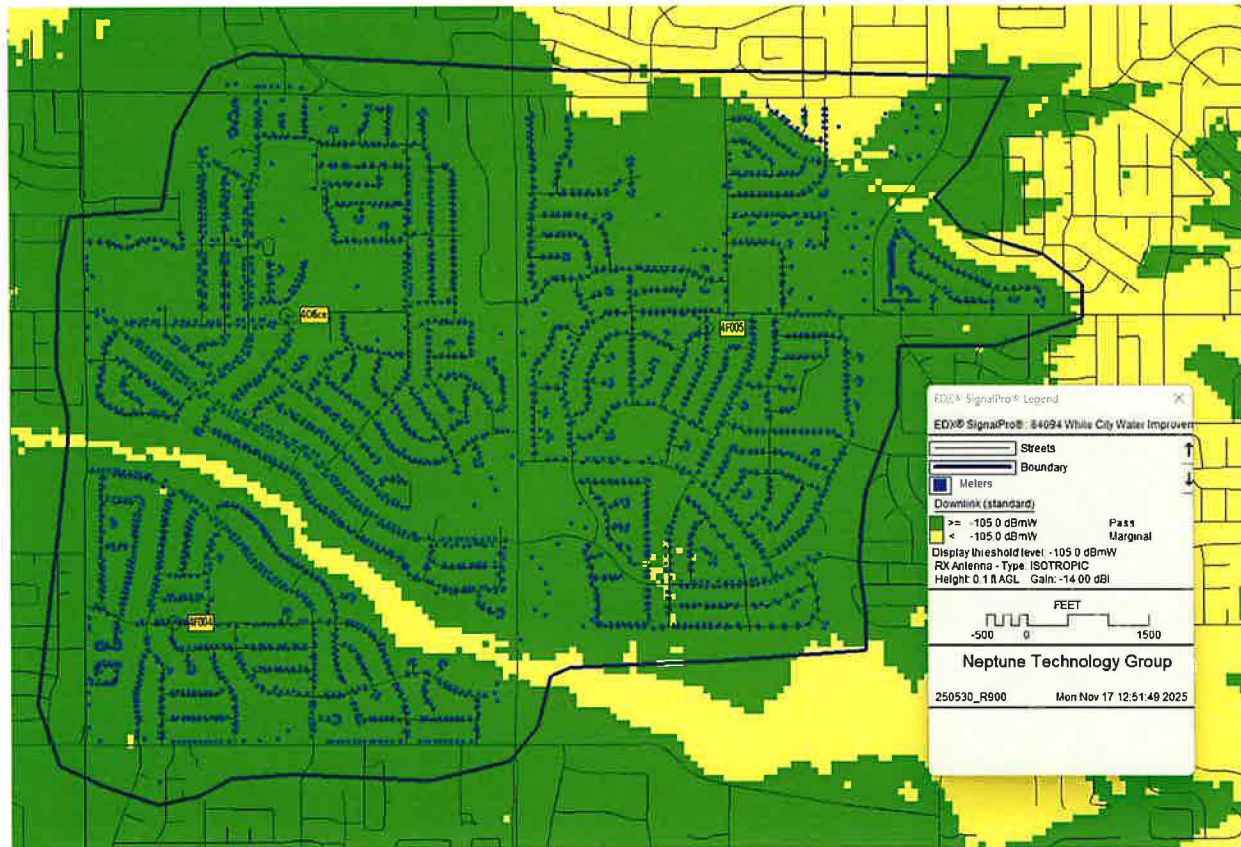 4O6ce
4F005
4F004
EDX® SignalPro® Legend
EDX® SignalPro®: 84094 White City Water Improvem
Streets
Boundary
Meters
Downlink (standard)
>= -105.0 dBmW Pass
< -105.0 dBmW Marginal
Display threshold level: -105.0 dBmW
RX Antenna - Type: ISOTROPIC
Height: 0.1 ft AGL Gain: -14.00 dBi
FEET
-500 0 1500
Neptune Technology Group
250530_R900 Mon Nov 17 12:51:49 2025